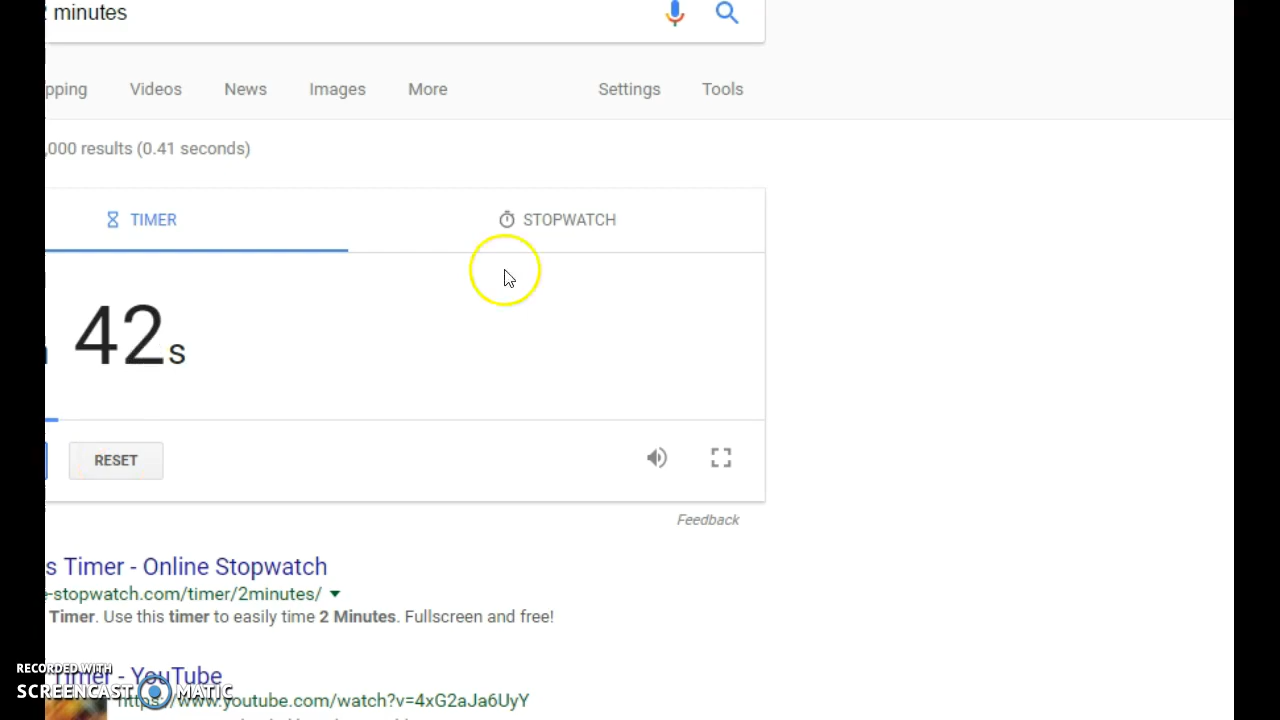 minutes
pping Videos News Images More Settings Tools
,000 results (0.41 seconds)
TIMER STOPWATCH
42s
RESET
Feedback
s Timer - Online Stopwatch
e-stopwatch.com/timer/2minutes/
Timer. Use this timer to easily time 2 Minutes. Fullscreen and free!
Timer - YouTube
https://www.youtube.com/watch?v=4xG2aJa6UyY
RECORDED WITH
SCREENCAST MATIC